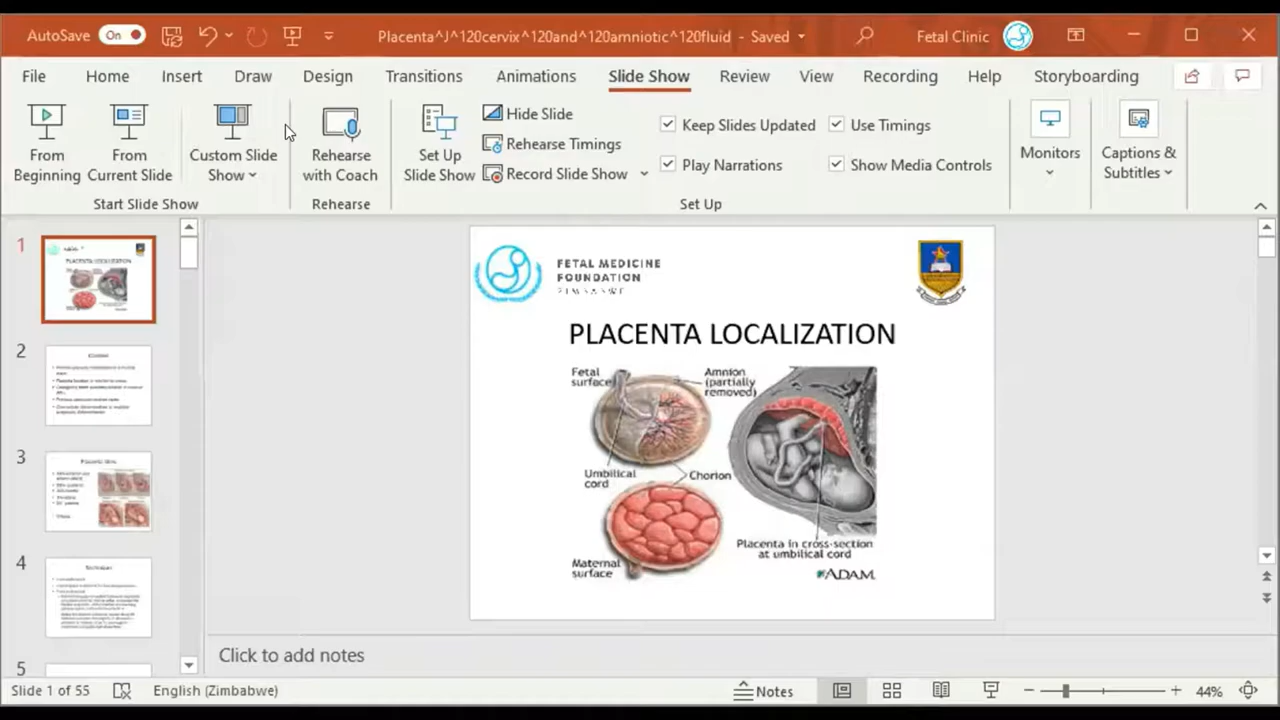 AutoSave On
Placenta^J^120cervix^120and^120amniotic^120fluid - Saved
Fetal Clinic
File Home Insert Draw Design Transitions Animations Slide Show Review View Recording Help Storyboarding
From Beginning
From Current Slide
Custom Slide Show
Rehearse with Coach
Set Up Slide Show
Hide Slide
Rehearse Timings
Record Slide Show
Keep Slides Updated
Play Narrations
Use Timings
Show Media Controls
Monitors
Captions & Subtitles
Start Slide Show
Rehearse
Set Up
1
PLACENTA LOCALIZATION
2
3
4
Technique
5
FETAL MEDICINE
FOUNDATION
PLACENTA LOCALIZATION
Fetal
surface
Amnion
(partially
removed)
Umbilical
cord
Chorion
Maternal
surface
Placenta in cross-section
at umbilical cord
ADAM
Click to add notes
Slide 1 of 55
English (Zimbabwe)
Notes
44%